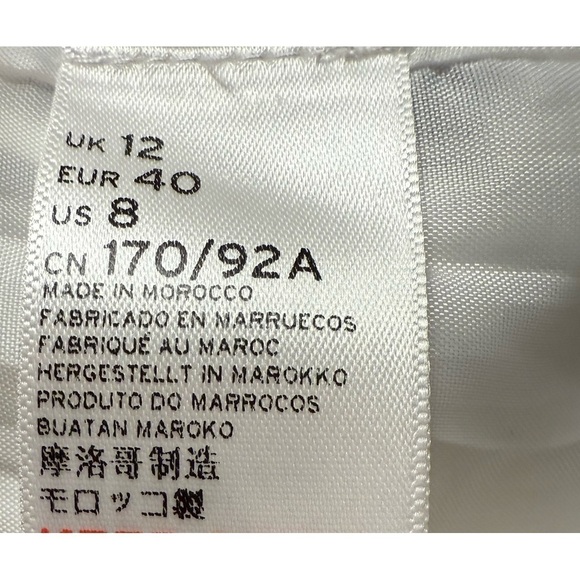 UK 12
EUR 40
US 8
CN 170/92A
MADE IN MOROCCO
FABRICADO EN MARRUECOS
FABRIQUÉ AU MAROC
HERGESTELLT IN MAROKKO
PRODUTO DO MARROCOS
BUATAN MAROKO
摩洛哥制造
モロッコ製